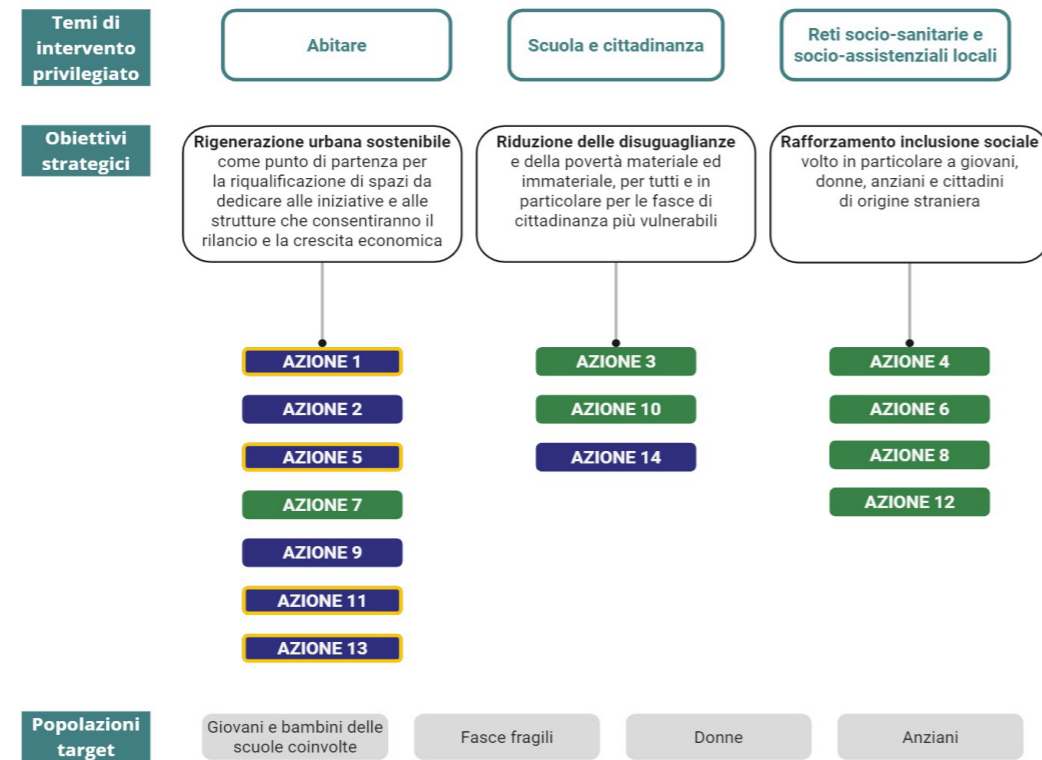 Temi di
intervento
privilegiato
Abitare
Scuola e cittadinanza
Reti socio-sanitarie e
socio-assistenziali locali
Obiettivi
strategici
Rigenerazione urbana sostenibile
come punto di partenza per
la riqualificazione di spazi da
dedicare alle iniziative e alle
strutture che consentiranno il
rilancio e la crescita economica
Riduzione delle disuguaglianze
e della povertà materiale ed
immateriale, per tutti e in
particolare per le fasce di
cittadinanza più vulnerabili
Rafforzamento inclusione sociale
volto in particolare a giovani,
donne, anziani e cittadini
di origine straniera
AZIONE 1
AZIONE 2
AZIONE 5
AZIONE 7
AZIONE 9
AZIONE 11
AZIONE 13
AZIONE 3
AZIONE 10
AZIONE 14
AZIONE 4
AZIONE 6
AZIONE 8
AZIONE 12
Popolazioni
target
Giovani e bambini delle
scuole coinvolte
Fasce fragili
Donne
Anziani